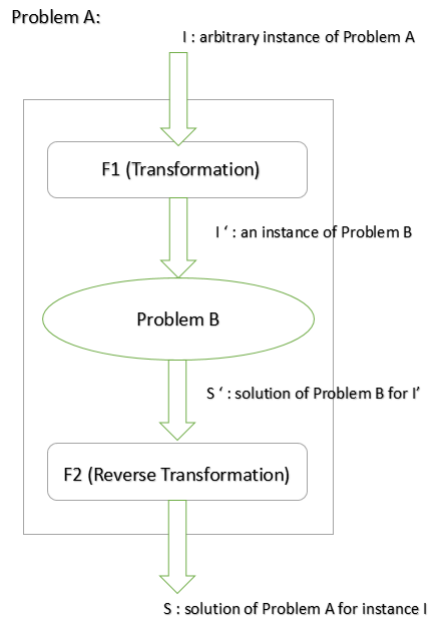 Problem A:
I : arbitrary instance of Problem A
F1 (Transformation)
I ‘ : an instance of Problem B
Problem B
S ‘ : solution of Problem B for I’
F2 (Reverse Transformation)
S : solution of Problem A for instance I